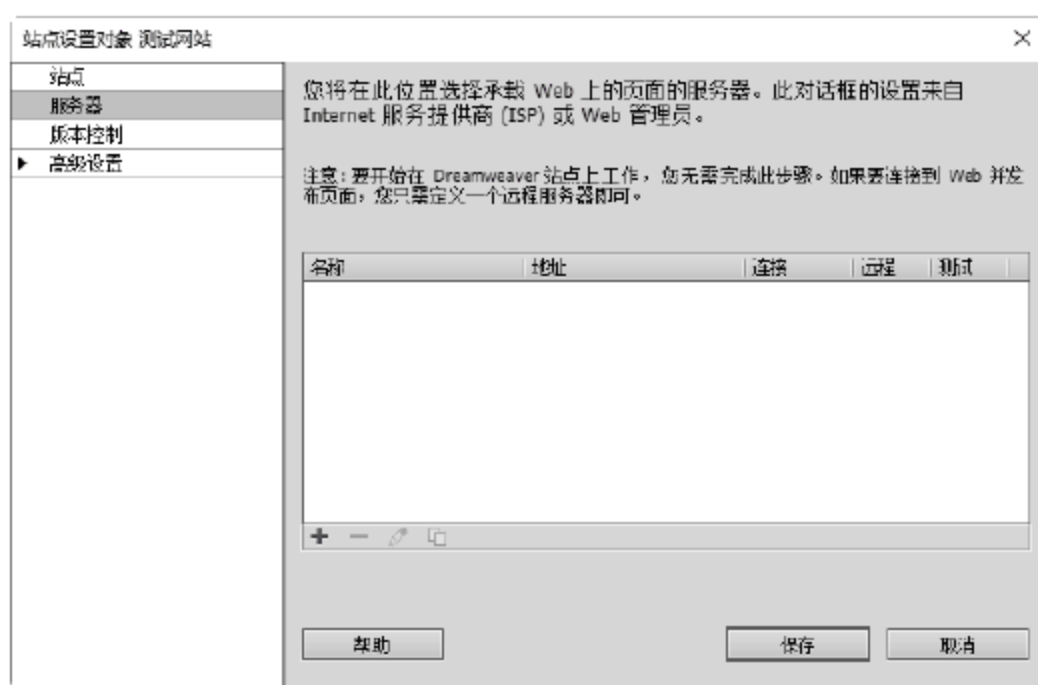 站点设置对象 测试网站
站点
服务器
版本控制
高级设置
您将在此位置选择承载 Web 上的页面的服务器。此对话框的设置来自
Internet 服务提供商 (ISP) 或 Web 管理员。
注意:要开始在 Dreamweaver 站点上工作，您无需完成此步骤。如果要连接到 Web 并发
布页面，您只需定义一个远程服务器即可。
名称 地址 连接 远程 测试
帮助 保存 取消